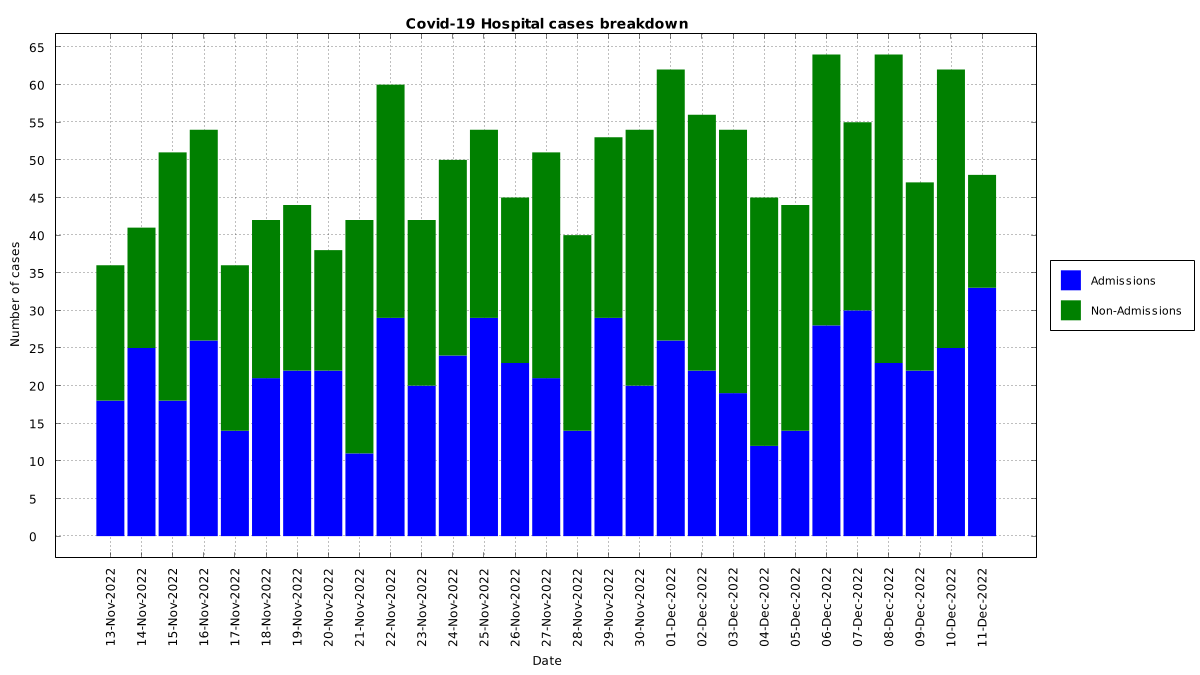 Covid-19 Hospital cases breakdown
65
60
55
50
45
40
35
30
25
20
15
10
5
0
Number of cases
13-Nov-2022
14-Nov-2022
15-Nov-2022
16-Nov-2022
17-Nov-2022
18-Nov-2022
19-Nov-2022
20-Nov-2022
21-Nov-2022
22-Nov-2022
23-Nov-2022
24-Nov-2022
25-Nov-2022
26-Nov-2022
27-Nov-2022
28-Nov-2022
29-Nov-2022
30-Nov-2022
01-Dec-2022
02-Dec-2022
03-Dec-2022
04-Dec-2022
05-Dec-2022
06-Dec-2022
07-Dec-2022
08-Dec-2022
09-Dec-2022
10-Dec-2022
11-Dec-2022
Date
Admissions
Non-Admissions